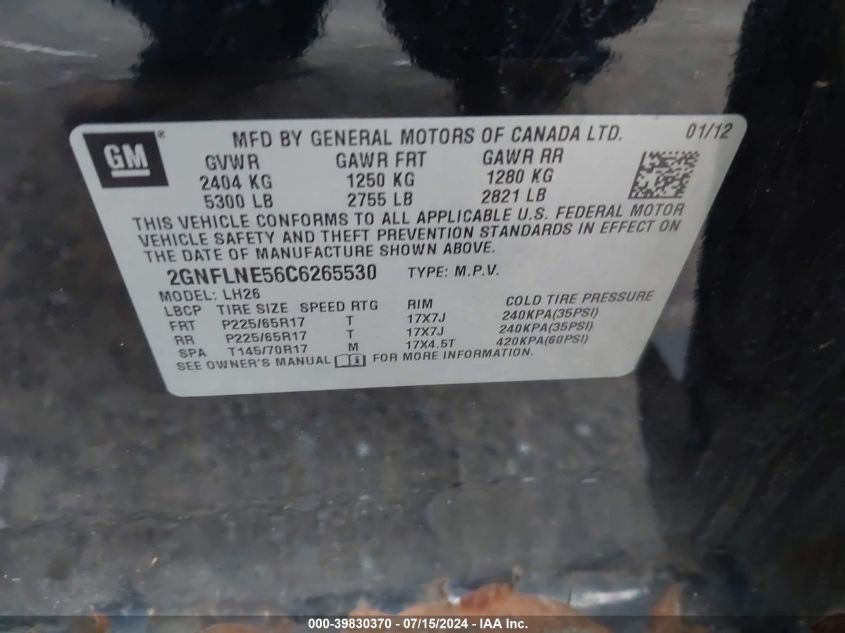 GM ® MFD BY GENERAL MOTORS OF CANADA LTD. 01/12
GVWR GAWR FRT GAWR RR
2404 KG 1250 KG 1280 KG
5300 LB 2755 LB 2821 LB
THIS VEHICLE CONFORMS TO ALL APPLICABLE U.S. FEDERAL MOTOR
VEHICLE SAFETY AND THEFT PREVENTION STANDARDS IN EFFECT ON
THE DATE OF MANUFACTURE SHOWN ABOVE.
2GNFLNE56C6265530 TYPE: M.P.V.
MODEL: LH26
LBCP TIRE SIZE SPEED RTG RIM COLD TIRE PRESSURE
FRT P225/65R17 T 17X7J 240KPA(35PSI)
RR P225/65R17 T 17X7J 240KPA(35PSI)
SPA T145/70R17 M 17X4.5T 420KPA(60PSI)
SEE OWNER'S MANUAL FOR MORE INFORMATION.
000-39830370 - 07/15/2024 - IAA Inc.